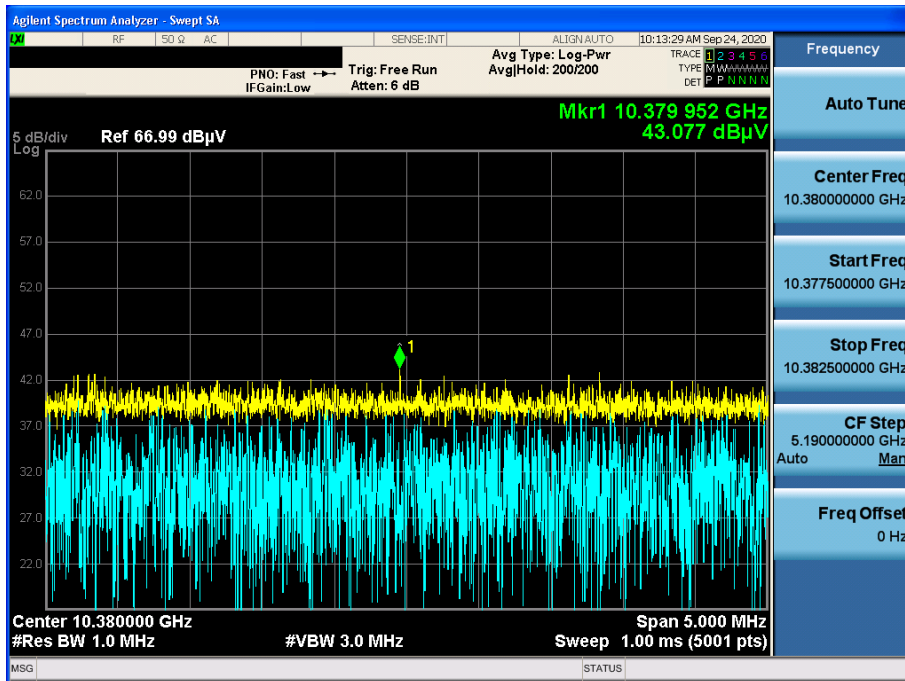 Agilent Spectrum Analyzer - Swept SA
LXI RF 50 Ω AC SENSE:INT ALIGN AUTO 10:13:29 AM Sep 24, 2020
PNO: Fast Trig: Free Run Avg Type: Log-Pwr TRACE 1 2 3 4 5 6
IFGain:Low Atten: 6 dB Avg|Hold: 200/200 TYPE M W W W W W
DET P P N N N N
Mkr1 10.379 952 GHz
43.077 dBµV
5 dB/div Ref 66.99 dBµV
Log
62.0
57.0
52.0
47.0
1
42.0
37.0
32.0
27.0
22.0
Center 10.380000 GHz Span 5.000 MHz
#Res BW 1.0 MHz #VBW 3.0 MHz Sweep 1.00 ms (5001 pts)
MSG STATUS
Frequency
Auto Tune
Center Freq
10.380000000 GHz
Start Freq
10.377500000 GHz
Stop Freq
10.382500000 GHz
CF Step
5.190000000 GHz
Auto Man
Freq Offset
0 Hz